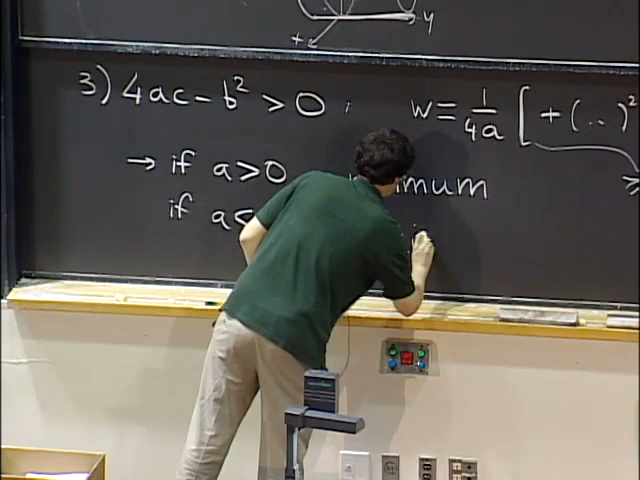 y
x
3) 4ac - b² > 0 : w = 1/4a [ + (..)²
≥
→ if a > 0 imum
if a <